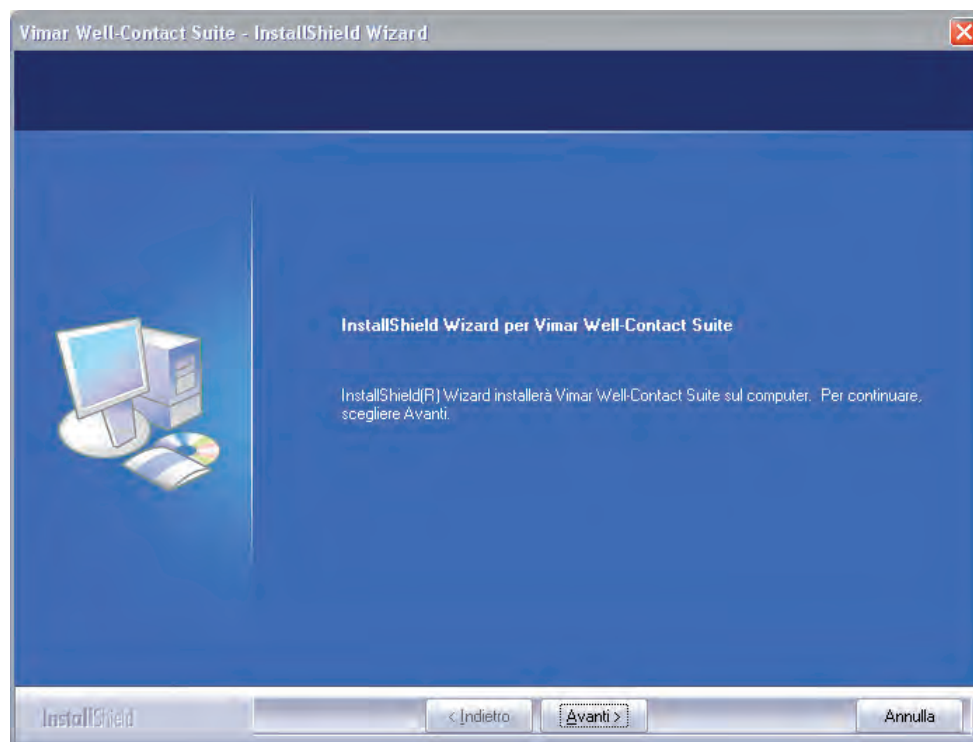 Vimar Well-Contact Suite - InstallShield Wizard
InstallShield Wizard per Vimar Well-Contact Suite
InstallShield(R) Wizard installerà Vimar Well-Contact Suite sul computer. Per continuare,
scegliere Avanti.
InstallShield
< Indietro
Avanti >
Annulla